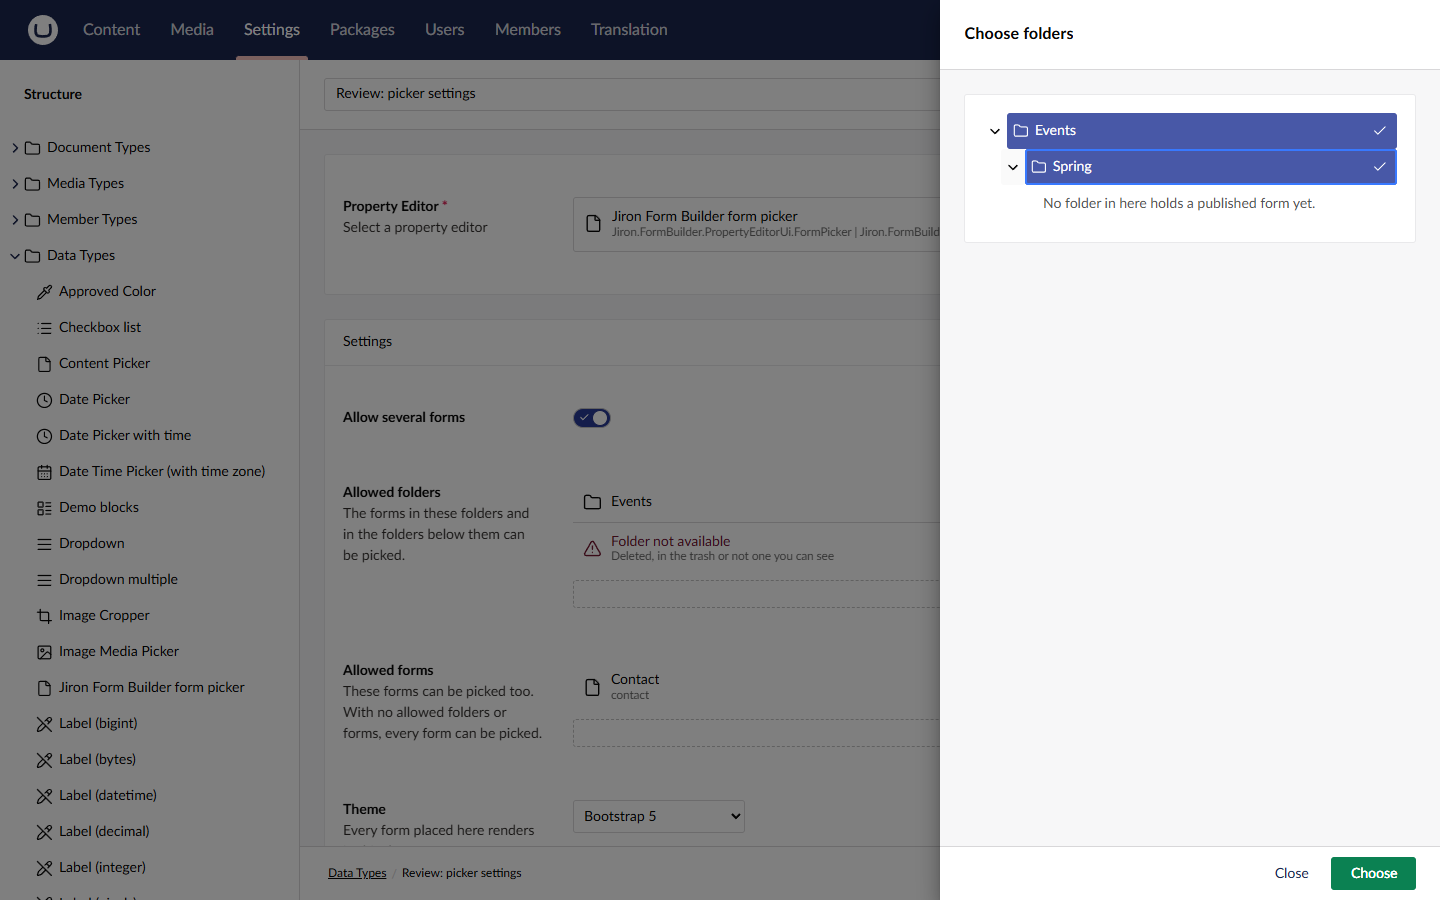 Content
Media
Settings
Packages
Users
Members
Translation
Structure
Document Types
Media Types
Member Types
Data Types
Approved Color
Checkbox list
Content Picker
Date Picker
Date Picker with time
Date Time Picker (with time zone)
Demo blocks
Dropdown
Dropdown multiple
Image Cropper
Image Media Picker
Jiron Form Builder form picker
Label (bigint)
Label (bytes)
Label (datetime)
Label (decimal)
Label (integer)
Review: picker settings
Property Editor *
Select a property editor
Jiron Form Builder form picker
Jiron.FormBuilder.PropertyEditorUi.FormPicker | Jiron.FormBuild
Settings
Allow several forms
Allowed folders
The forms in these folders and
in the folders below them can
be picked.
Events
Folder not available
Deleted, in the trash or not one you can see
Allowed forms
These forms can be picked too.
With no allowed folders or
forms, every form can be picked.
Contact
contact
Theme
Every form placed here renders
Bootstrap 5
Data Types / Review: picker settings
Choose folders
Events
Spring
No folder in here holds a published form yet.
Close
Choose